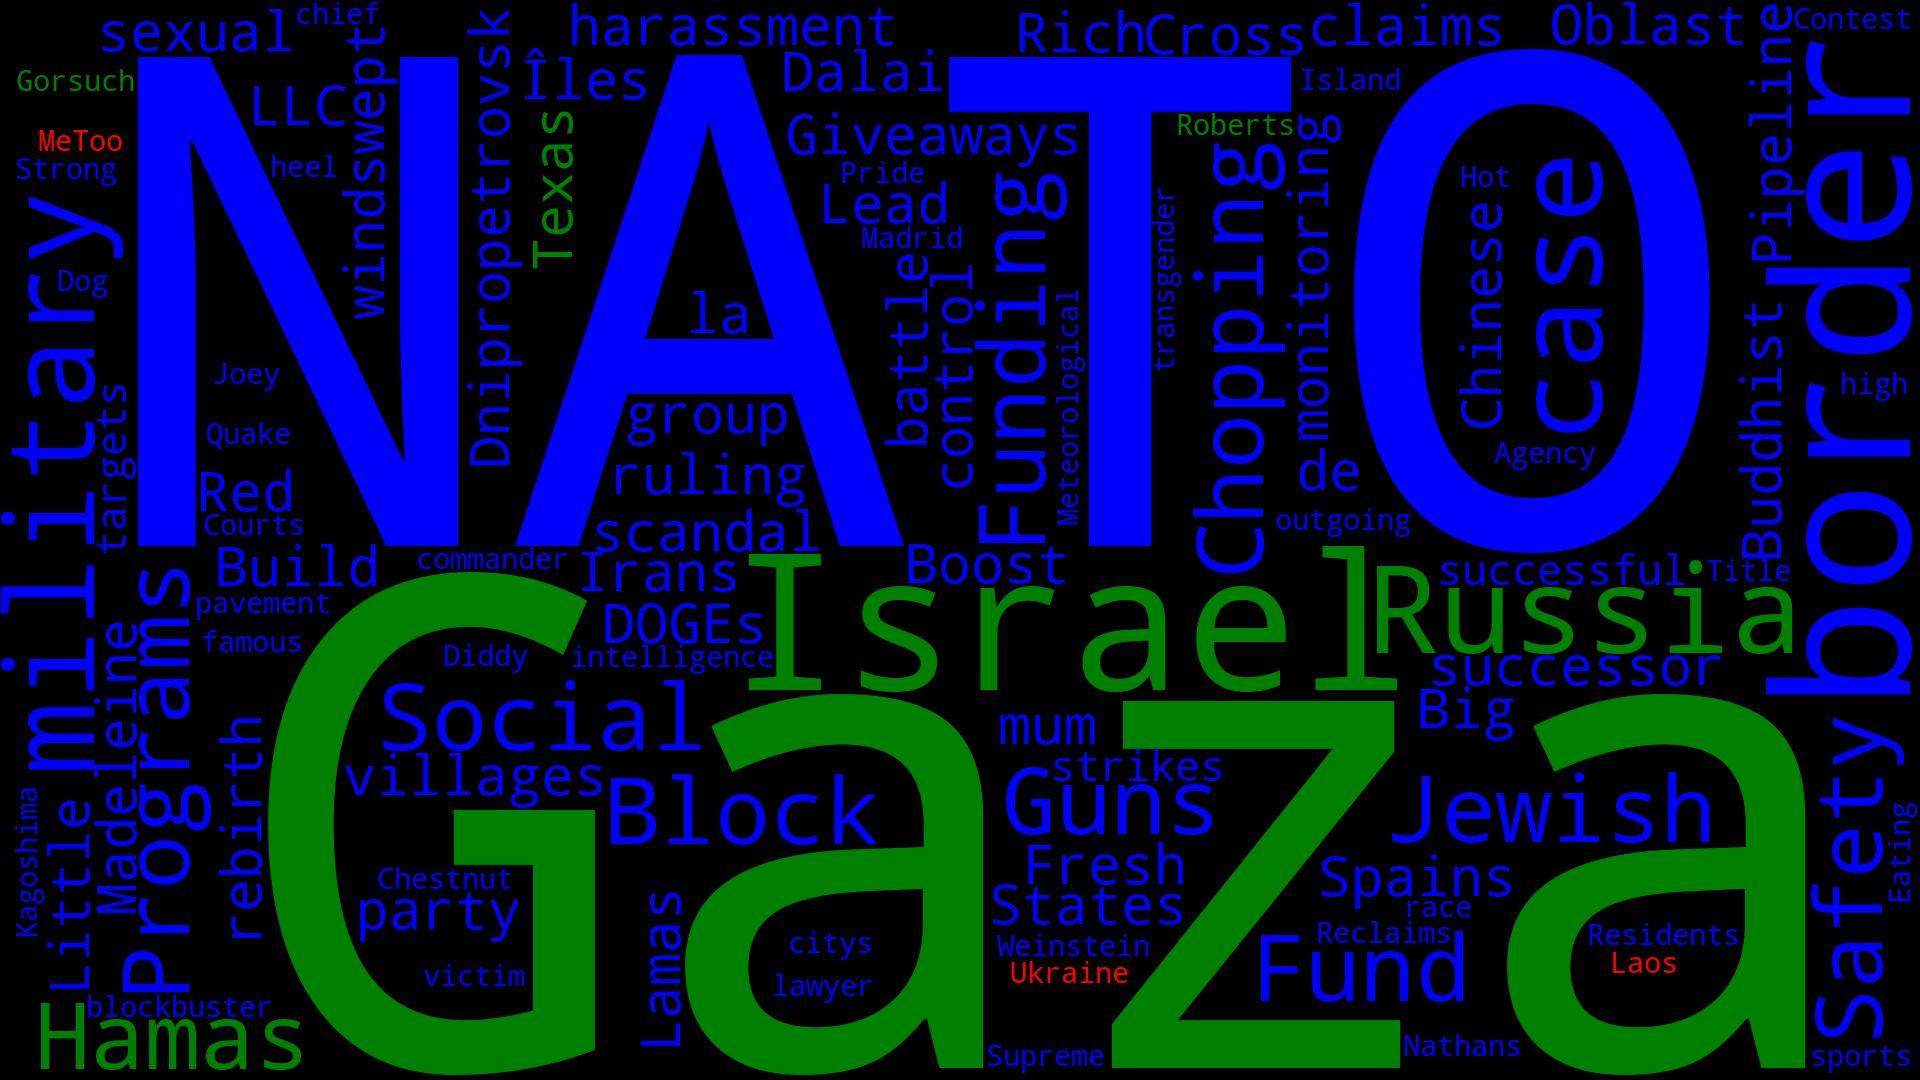 sexual
chief
harassment
RichCross
claims
Oblast
Contest
Gorsuch
LLC
windswept
Dnipropetrovsk
Îles
Dalai
Island
Pipeline
border
MeToo
Strong
heel
Texas
Giveaways
Roberts
monitoring
NATO
Pride
Lead
Madrid
Funding
transgender
Chopping
Hot
Chinese
case
military
Dog
la
battle
control
Meteorological
Buddhist
high
Joey
targets
Quake
group
ruling
de
Agency
Red
Courts
scandal
outgoing
Build
commander
Irans
Boost
Israel
Russia
successful
Title
Programs
pavement
famous
DOGEs
Diddy
intelligence
successor
Madeleine
Social
mum
Big
rebirth
villages
Block
strikes
Guns
Jewish
Safety
Kagoshima
Little
Gaza
Fresh
Spains
Eating
Chestnut
party
States
race
Lamas
citys
Weinstein
Reclaims
Residents
victim
lawyer
Ukraine
Fund
Laos
blockbuster
Hamas
Supreme
Nathans
sports